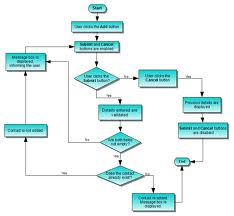 Start
User clicks the Add button
Submit and Cancel
buttons are enabled
Message box is
displayed
informing the user.
User clicks the
Submit button?
No
User clicks the
Cancel button
Yes
Details entered are
validated
Previous details are
displayed
Submit and Cancel buttons
are disabled
Are both boxes
not empty?
No
Yes
Contact is not added
End
Does the contact
already exist?
Yes
No
Contact is added.
Message box is
displayed